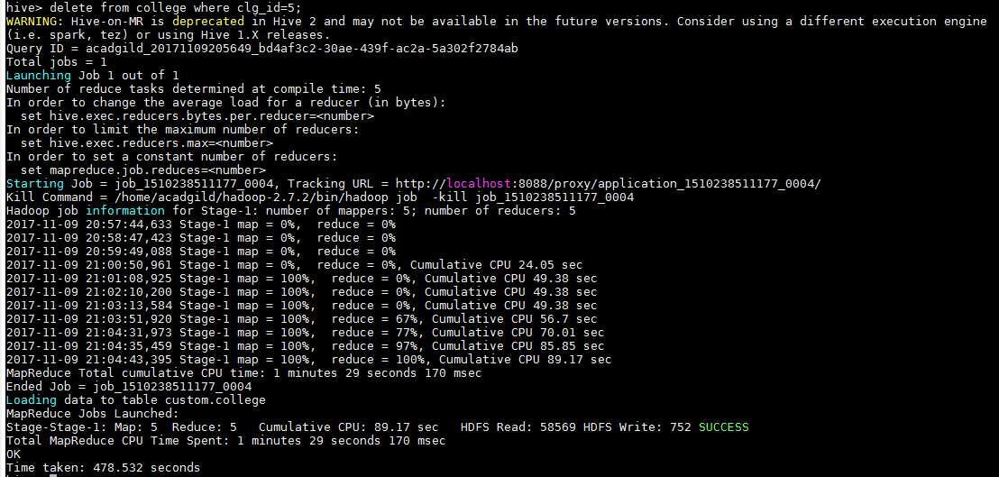 hive> delete from college where clg_id=5;
WARNING: Hive-on-MR is deprecated in Hive 2 and may not be available in the future versions. Consider using a different execution engine
(i.e. spark, tez) or using Hive 1.X releases.
Query ID = acadgild_20171109205649_bd4af3c2-30ae-439f-ac2a-5a302f2784ab
Total jobs = 1
Launching Job 1 out of 1
Number of reduce tasks determined at compile time: 5
In order to change the average load for a reducer (in bytes):
  set hive.exec.reducers.bytes.per.reducer=<number>
In order to limit the maximum number of reducers:
  set hive.exec.reducers.max=<number>
In order to set a constant number of reducers:
  set mapreduce.job.reduces=<number>
Starting Job = job_1510238511177_0004, Tracking URL = http://localhost:8088/proxy/application_1510238511177_0004/
Kill Command = /home/acadgild/hadoop-2.7.2/bin/hadoop job  -kill job_1510238511177_0004
Hadoop job information for Stage-1: number of mappers: 5; number of reducers: 5
2017-11-09 20:57:44,633 Stage-1 map = 0%,  reduce = 0%
2017-11-09 20:58:47,423 Stage-1 map = 0%,  reduce = 0%
2017-11-09 20:59:49,088 Stage-1 map = 0%,  reduce = 0%
2017-11-09 21:00:50,961 Stage-1 map = 0%,  reduce = 0%, Cumulative CPU 24.05 sec
2017-11-09 21:01:08,925 Stage-1 map = 100%,  reduce = 0%, Cumulative CPU 49.38 sec
2017-11-09 21:02:10,200 Stage-1 map = 100%,  reduce = 0%, Cumulative CPU 49.38 sec
2017-11-09 21:03:13,584 Stage-1 map = 100%,  reduce = 0%, Cumulative CPU 49.38 sec
2017-11-09 21:03:51,920 Stage-1 map = 100%,  reduce = 67%, Cumulative CPU 56.7 sec
2017-11-09 21:04:31,973 Stage-1 map = 100%,  reduce = 77%, Cumulative CPU 70.01 sec
2017-11-09 21:04:35,459 Stage-1 map = 100%,  reduce = 97%, Cumulative CPU 85.85 sec
2017-11-09 21:04:43,395 Stage-1 map = 100%,  reduce = 100%, Cumulative CPU 89.17 sec
MapReduce Total cumulative CPU time: 1 minutes 29 seconds 170 msec
Ended Job = job_1510238511177_0004
Loading data to table custom.college
MapReduce Jobs Launched:
Stage-Stage-1: Map: 5  Reduce: 5   Cumulative CPU: 89.17 sec   HDFS Read: 58569 HDFS Write: 752 SUCCESS
Total MapReduce CPU Time Spent: 1 minutes 29 seconds 170 msec
OK
Time taken: 478.532 seconds